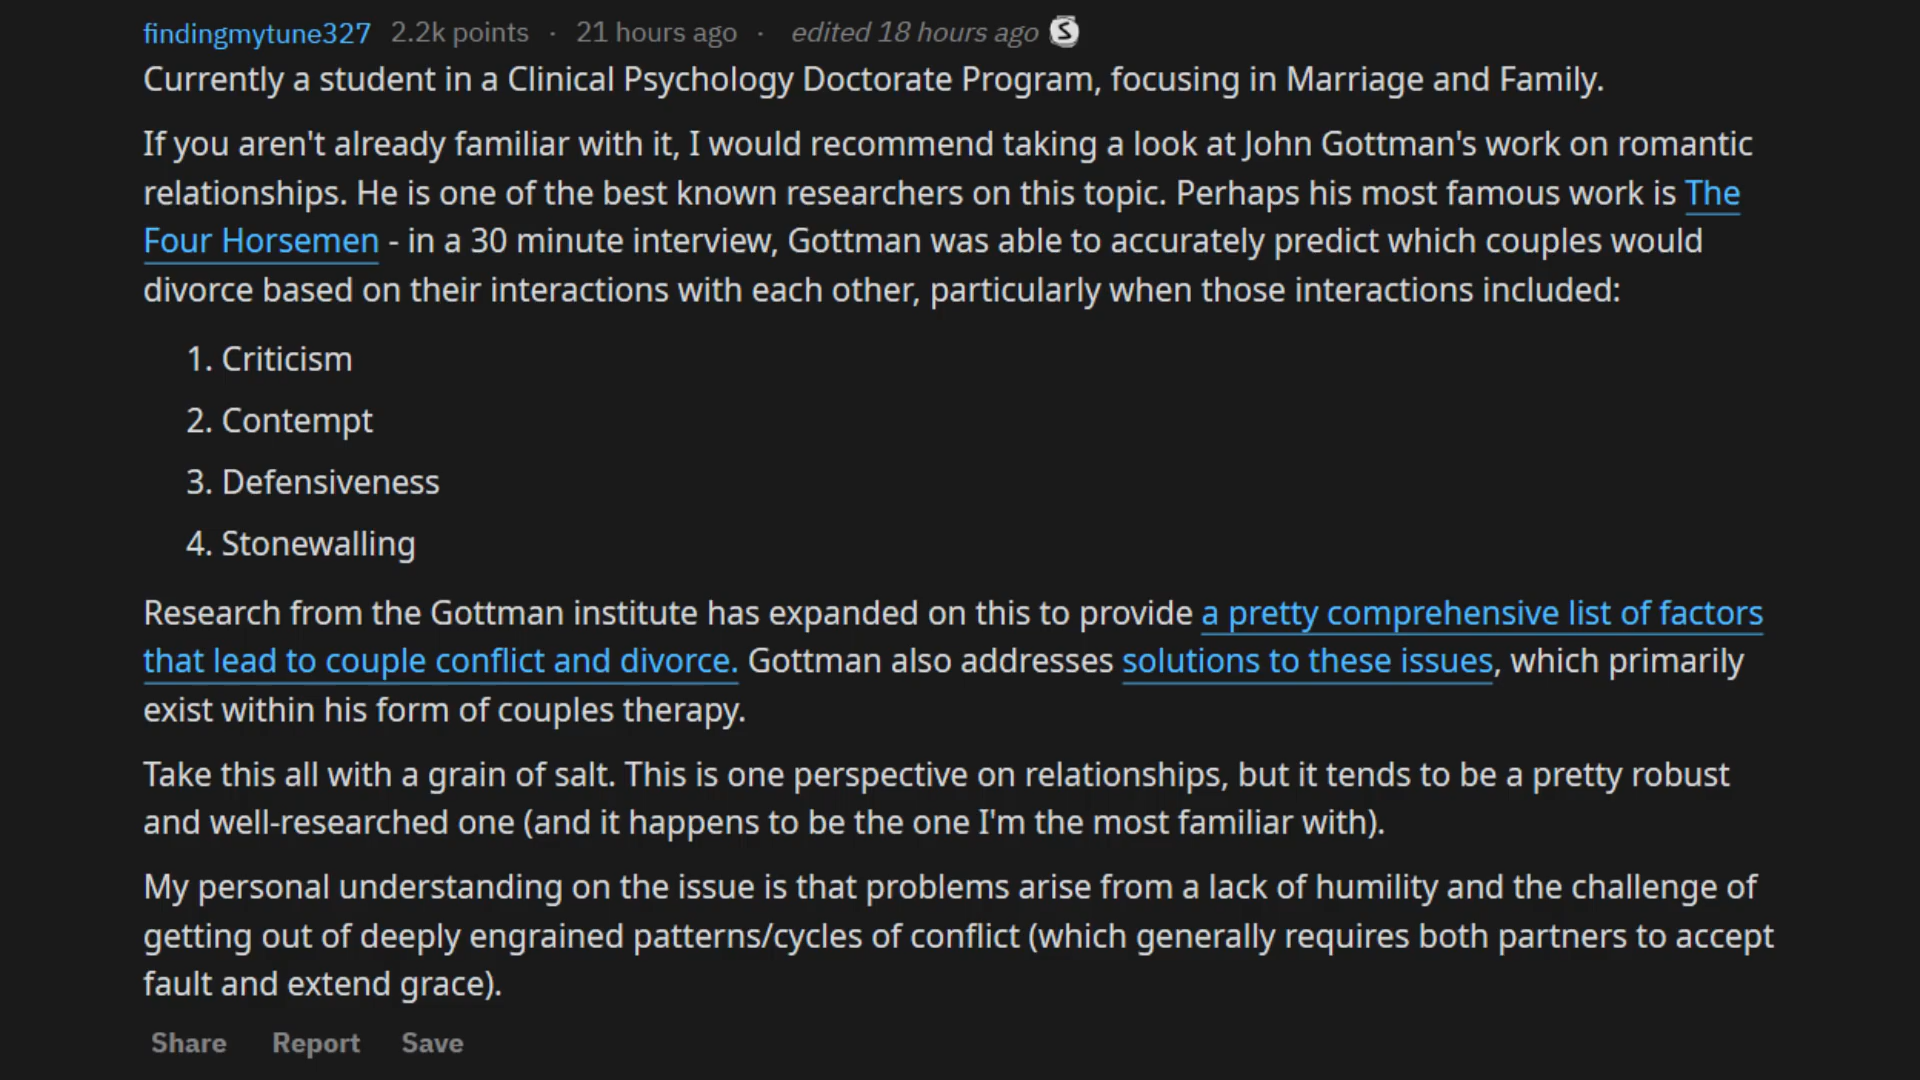 findingmytune327 2.2k points · 21 hours ago · edited 18 hours ago S
Currently a student in a Clinical Psychology Doctorate Program, focusing in Marriage and Family.
If you aren't already familiar with it, I would recommend taking a look at John Gottman's work on romantic
relationships. He is one of the best known researchers on this topic. Perhaps his most famous work is The
Four Horsemen - in a 30 minute interview, Gottman was able to accurately predict which couples would
divorce based on their interactions with each other, particularly when those interactions included:
1. Criticism
2. Contempt
3. Defensiveness
4. Stonewalling
Research from the Gottman institute has expanded on this to provide a pretty comprehensive list of factors
that lead to couple conflict and divorce. Gottman also addresses solutions to these issues, which primarily
exist within his form of couples therapy.
Take this all with a grain of salt. This is one perspective on relationships, but it tends to be a pretty robust
and well-researched one (and it happens to be the one I'm the most familiar with).
My personal understanding on the issue is that problems arise from a lack of humility and the challenge of
getting out of deeply engrained patterns/cycles of conflict (which generally requires both partners to accept
fault and extend grace).
Share Report Save